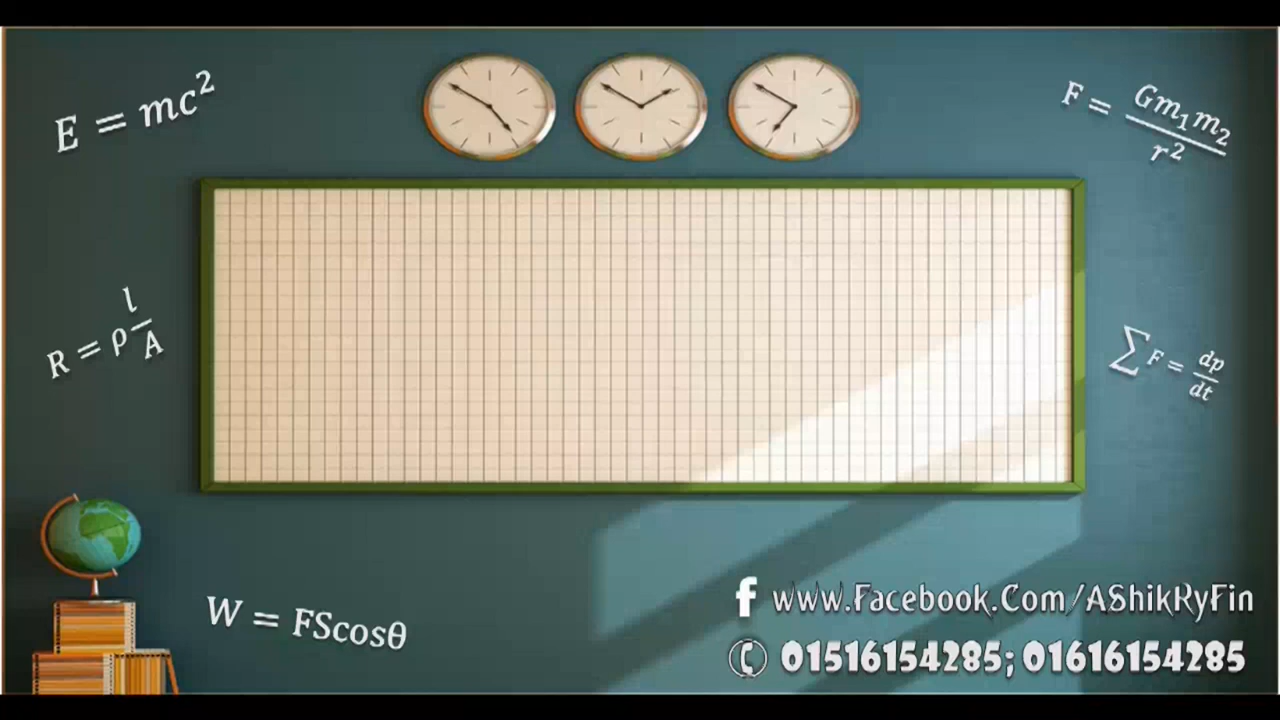 E = mc²
F = Gm₁m₂/r²
R = ρ l/A
∑ F = dp/dt
W = FScosθ
f www.Facebook.Com/AShikRyFin
01516154285; 01616154285